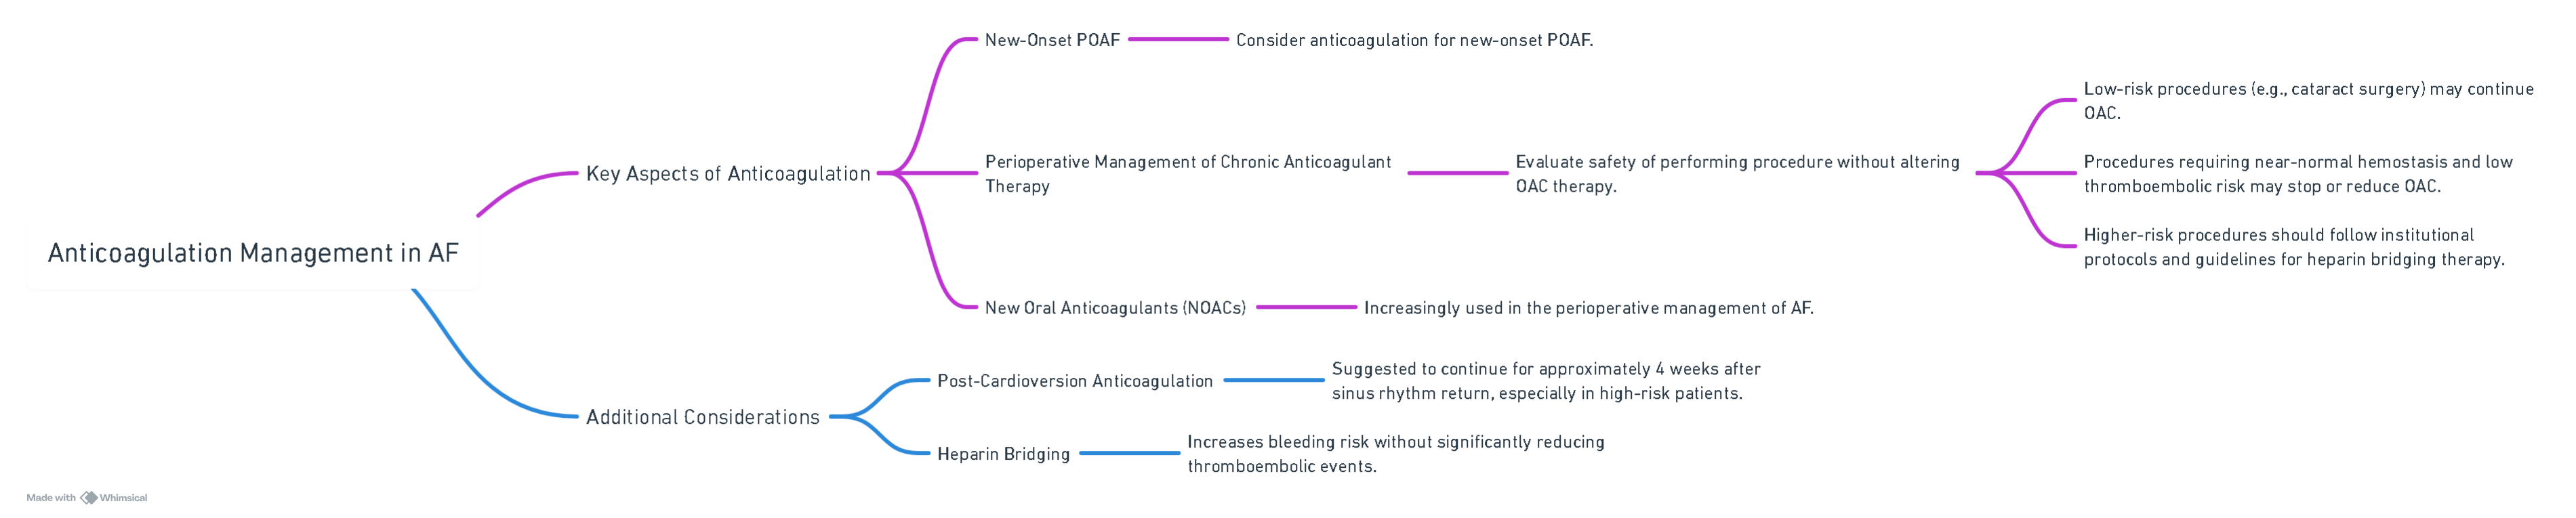 Anticoagulation Management in AF
Key Aspects of Anticoagulation
New-Onset POAF
Consider anticoagulation for new-onset POAF.
Perioperative Management of Chronic Anticoagulant
Therapy
Evaluate safety of performing procedure without altering
OAC therapy.
Low-risk procedures (e.g., cataract surgery) may continue
OAC.
Procedures requiring near-normal hemostasis and low
thromboembolic risk may stop or reduce OAC.
Higher-risk procedures should follow institutional
protocols and guidelines for heparin bridging therapy.
New Oral Anticoagulants (NOACs)
Increasingly used in the perioperative management of AF.
Additional Considerations
Post-Cardioversion Anticoagulation
Suggested to continue for approximately 4 weeks after
sinus rhythm return, especially in high-risk patients.
Heparin Bridging
Increases bleeding risk without significantly reducing
thromboembolic events.
Made with Whimsical